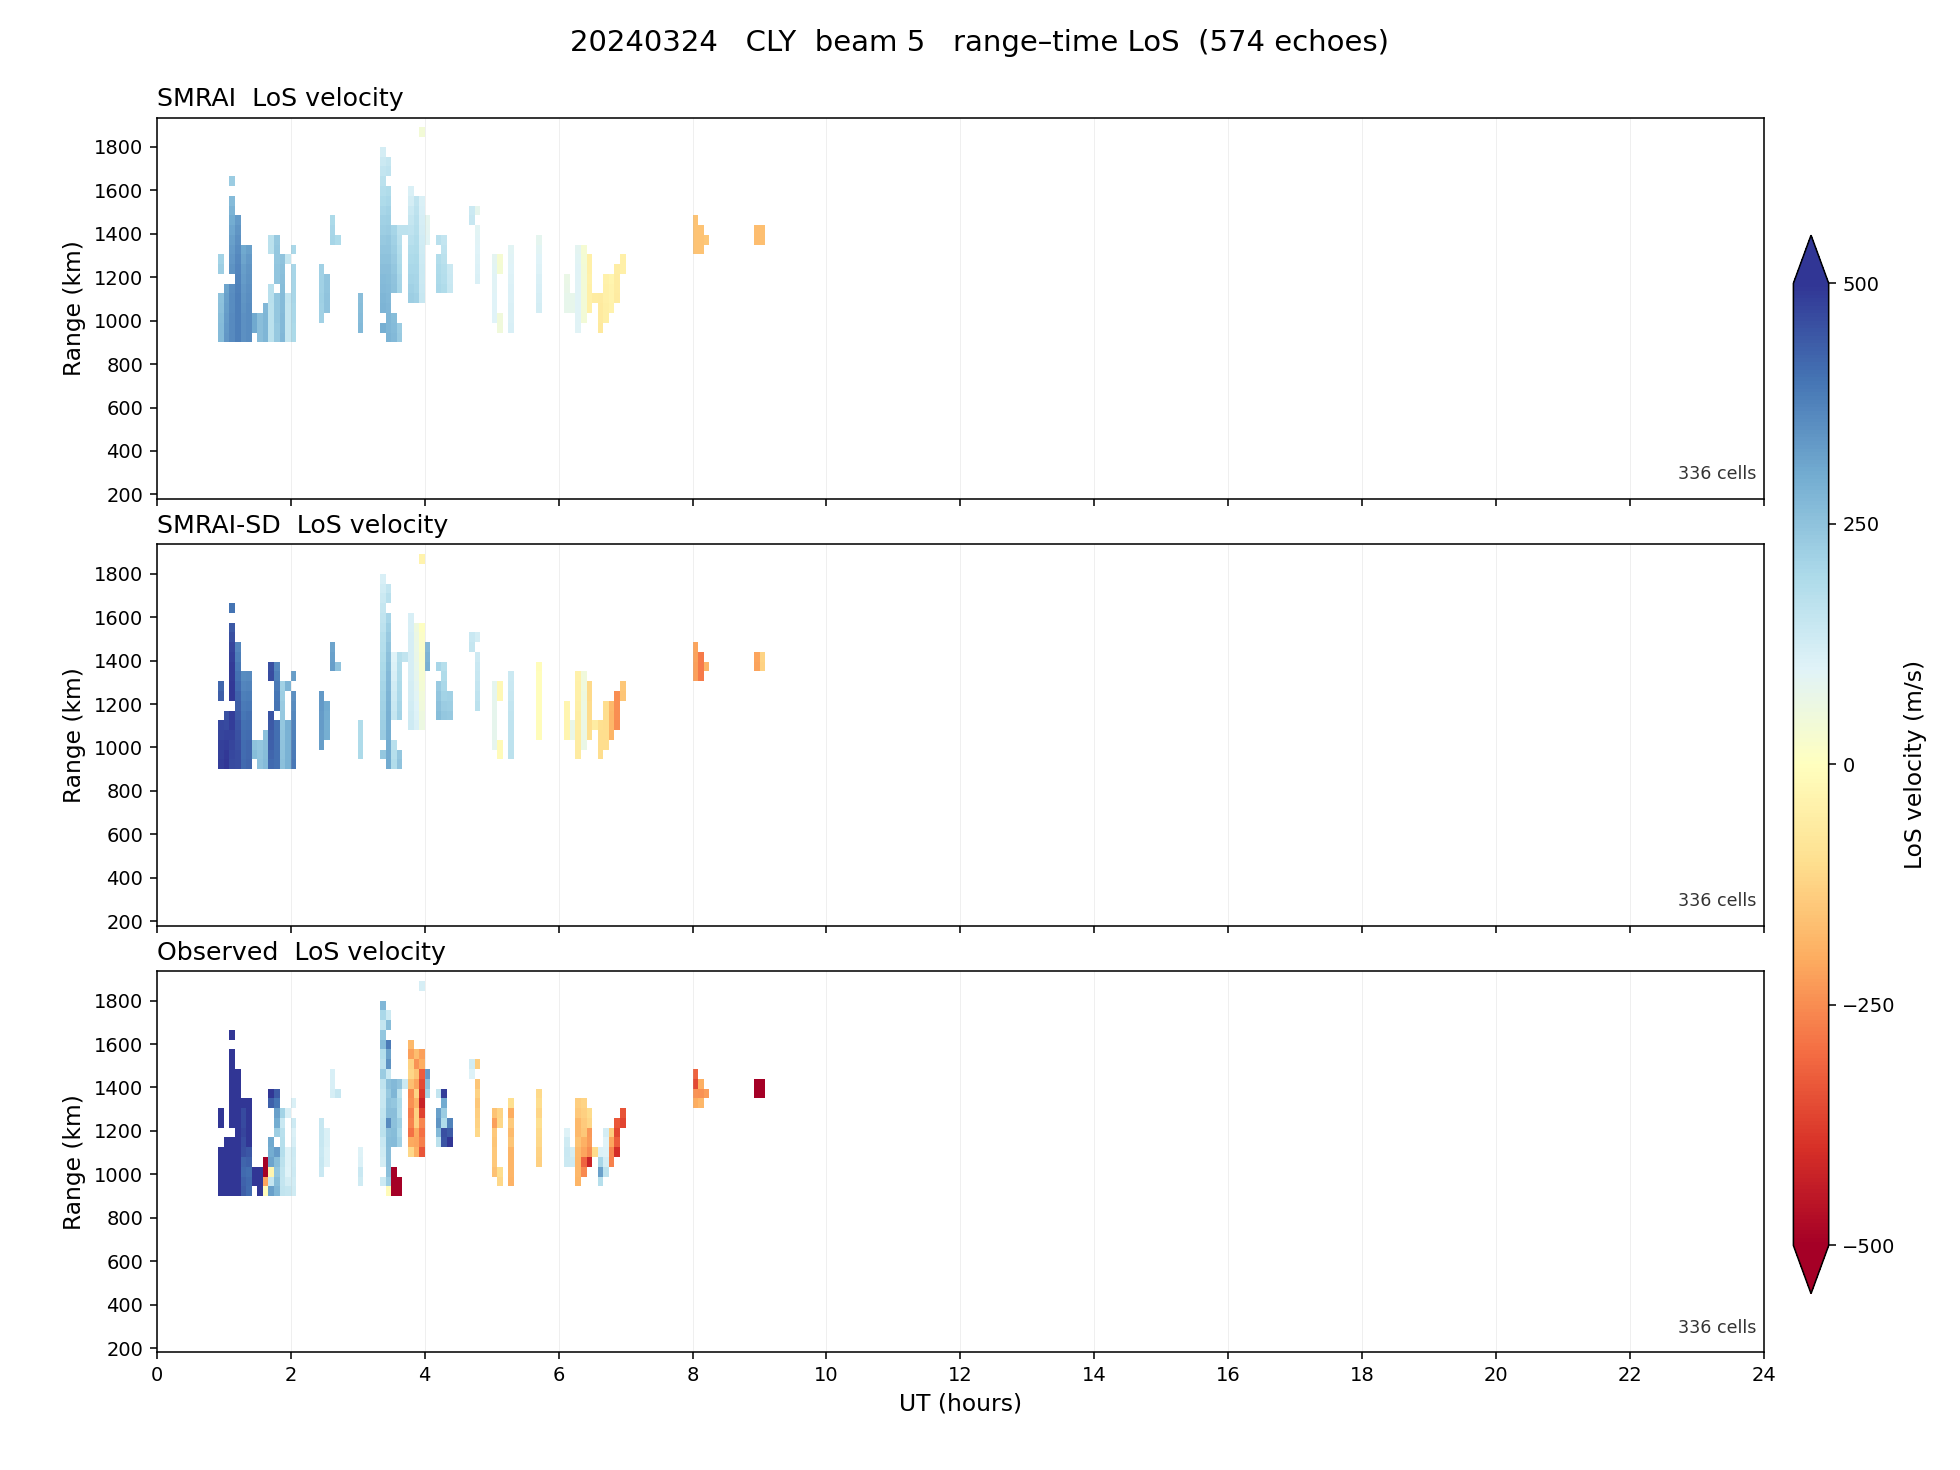 20240324   CLY  beam 5   range–time LoS  (574 echoes)
SMRAI  LoS velocity
Range (km)
1800
1600
1400
1200
1000
800
600
400
200
336 cells
SMRAI-SD  LoS velocity
Range (km)
1800
1600
1400
1200
1000
800
600
400
200
336 cells
Observed  LoS velocity
Range (km)
1800
1600
1400
1200
1000
800
600
400
200
336 cells
0 2 4 6 8 10 12 14 16 18 20 22 24
UT (hours)
500
250
0
−250
−500
LoS velocity (m/s)